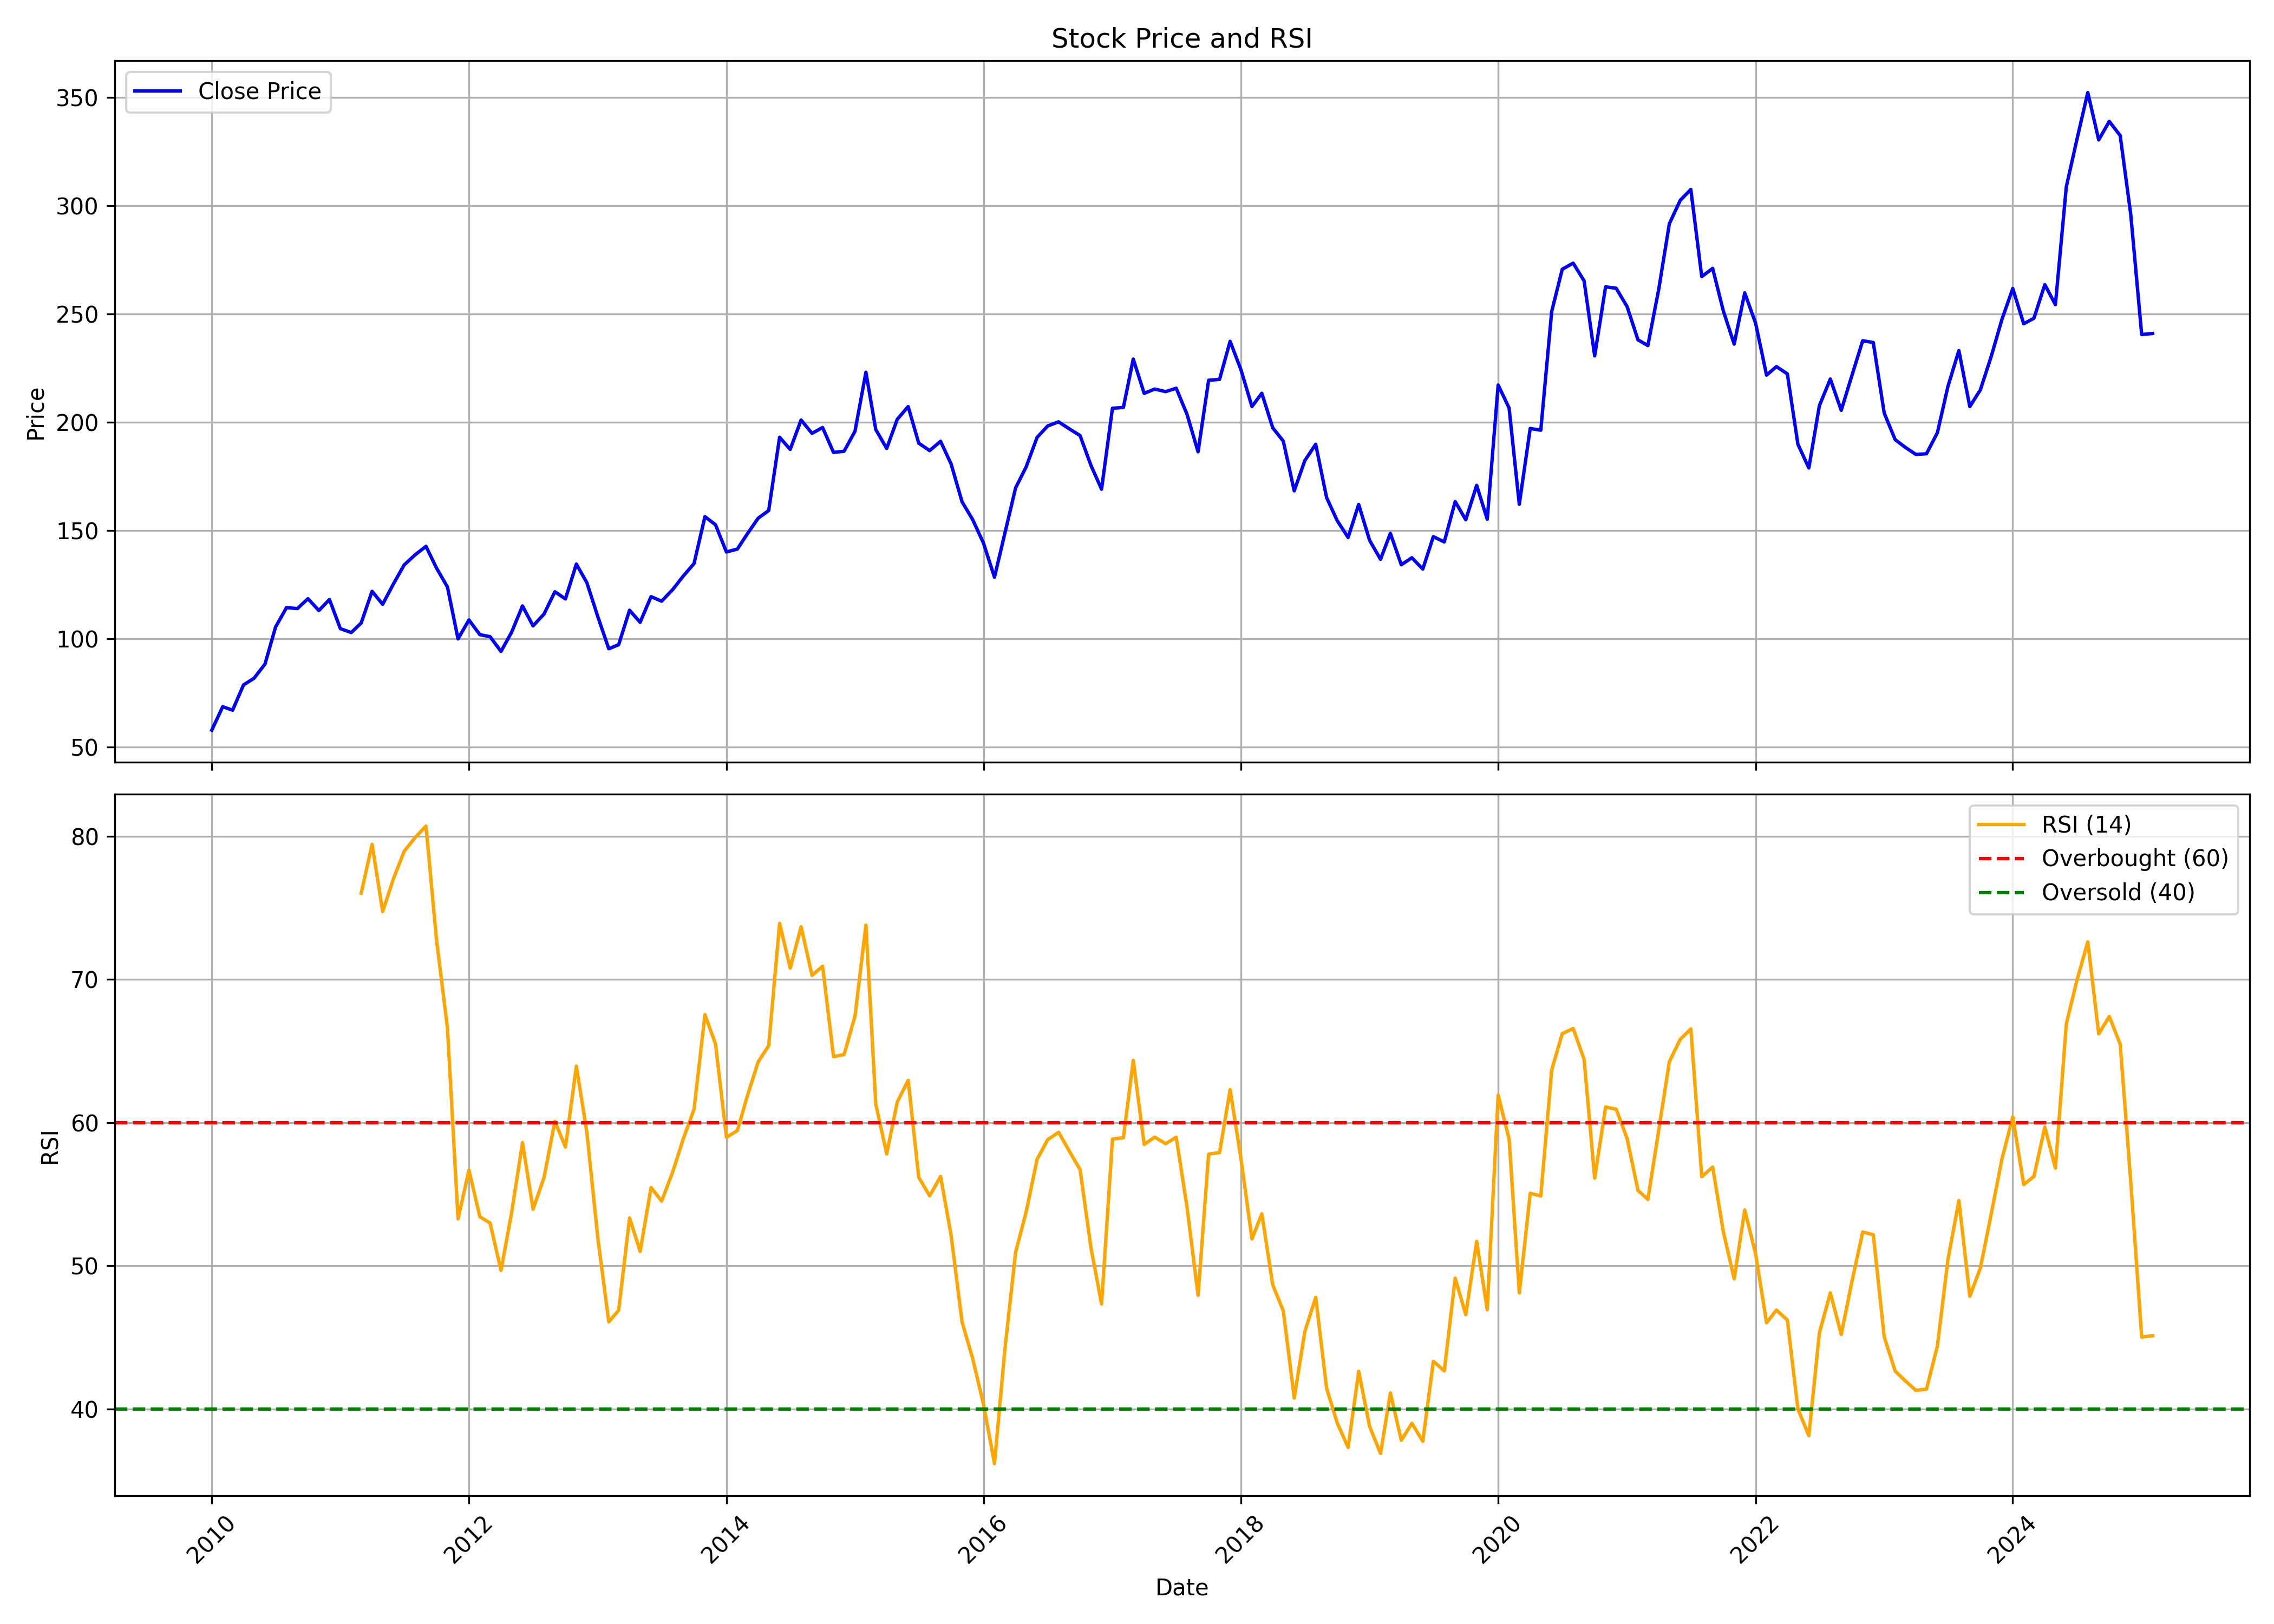 Stock Price and RSI
Close Price
350
300
250
200
150
100
50
Price
RSI (14)
Overbought (60)
Oversold (40)
80
70
60
50
40
RSI
2010
2012
2014
2016
2018
2020
2022
2024
Date